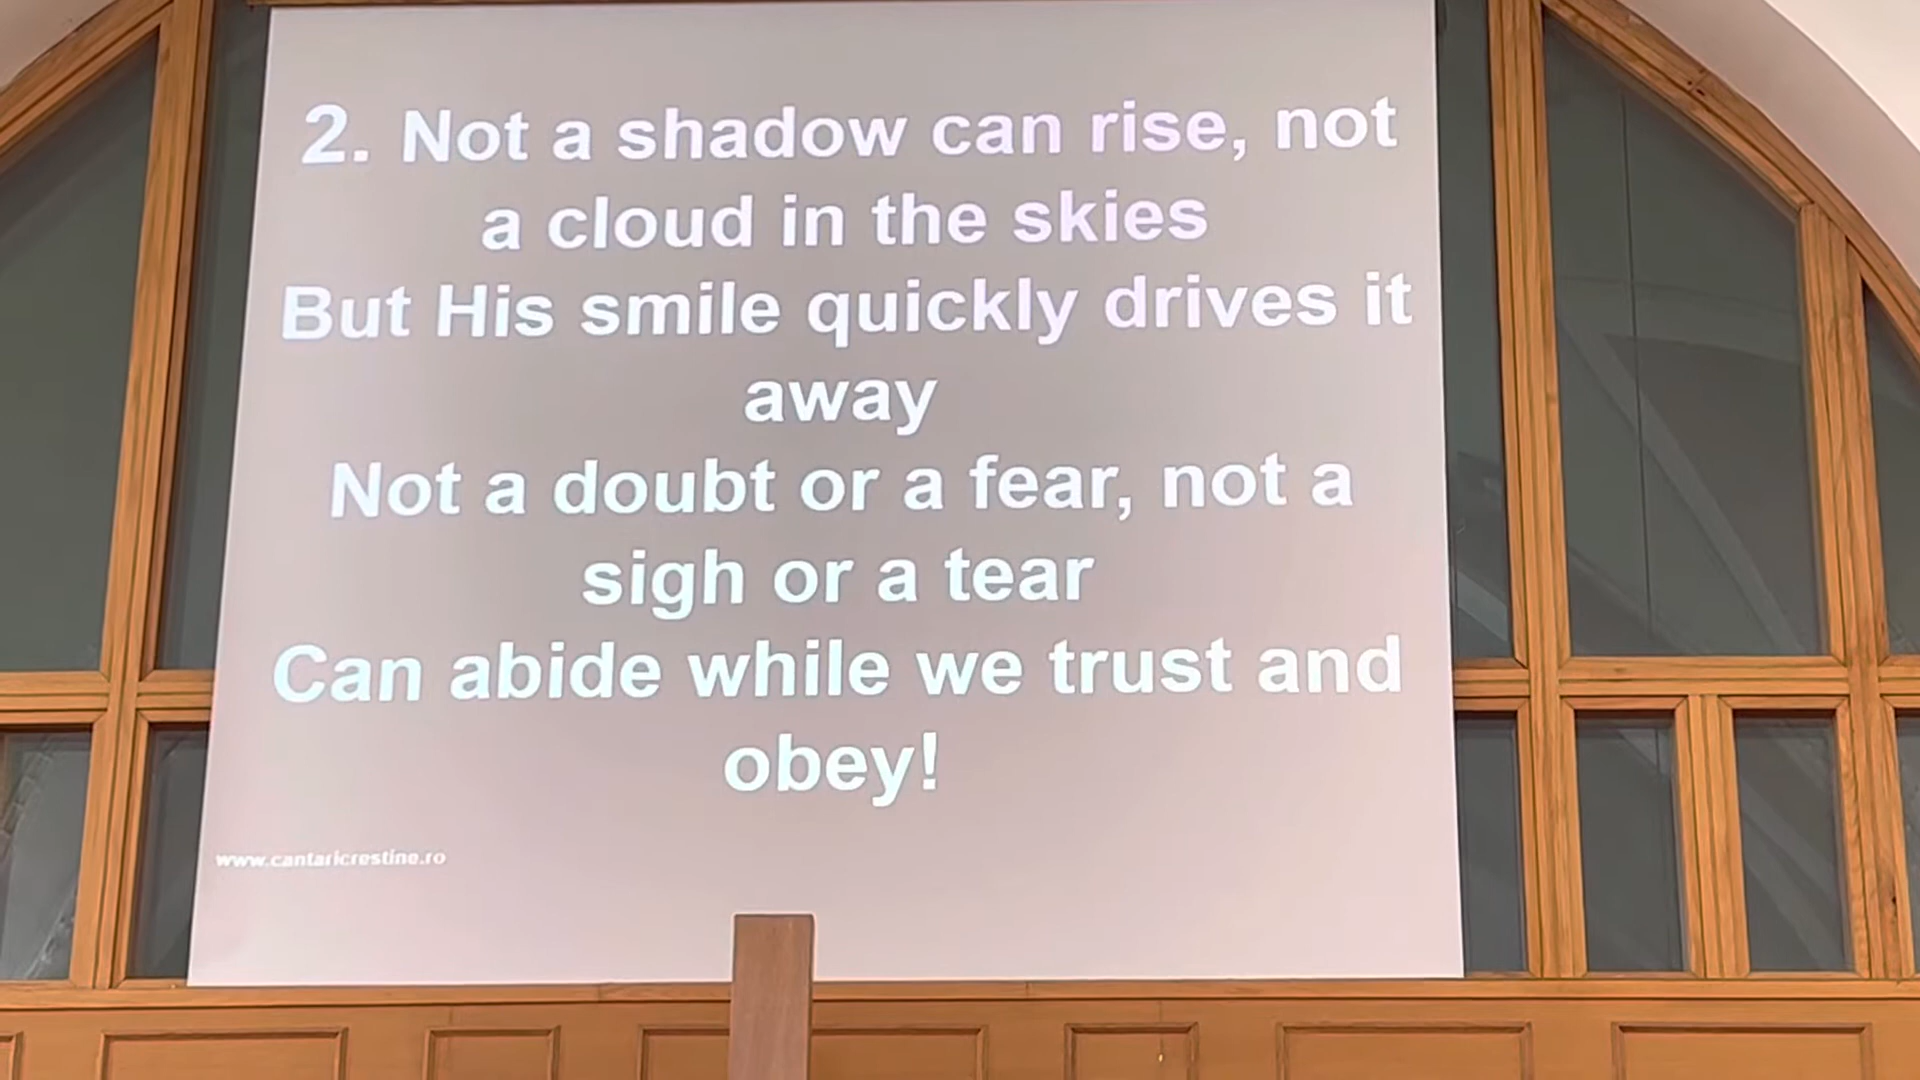 2. Not a shadow can rise, not
a cloud in the skies
But His smile quickly drives it
away
Not a doubt or a fear, not a
sigh or a tear
Can abide while we trust and
obey!
www.cantaricrestine.ro